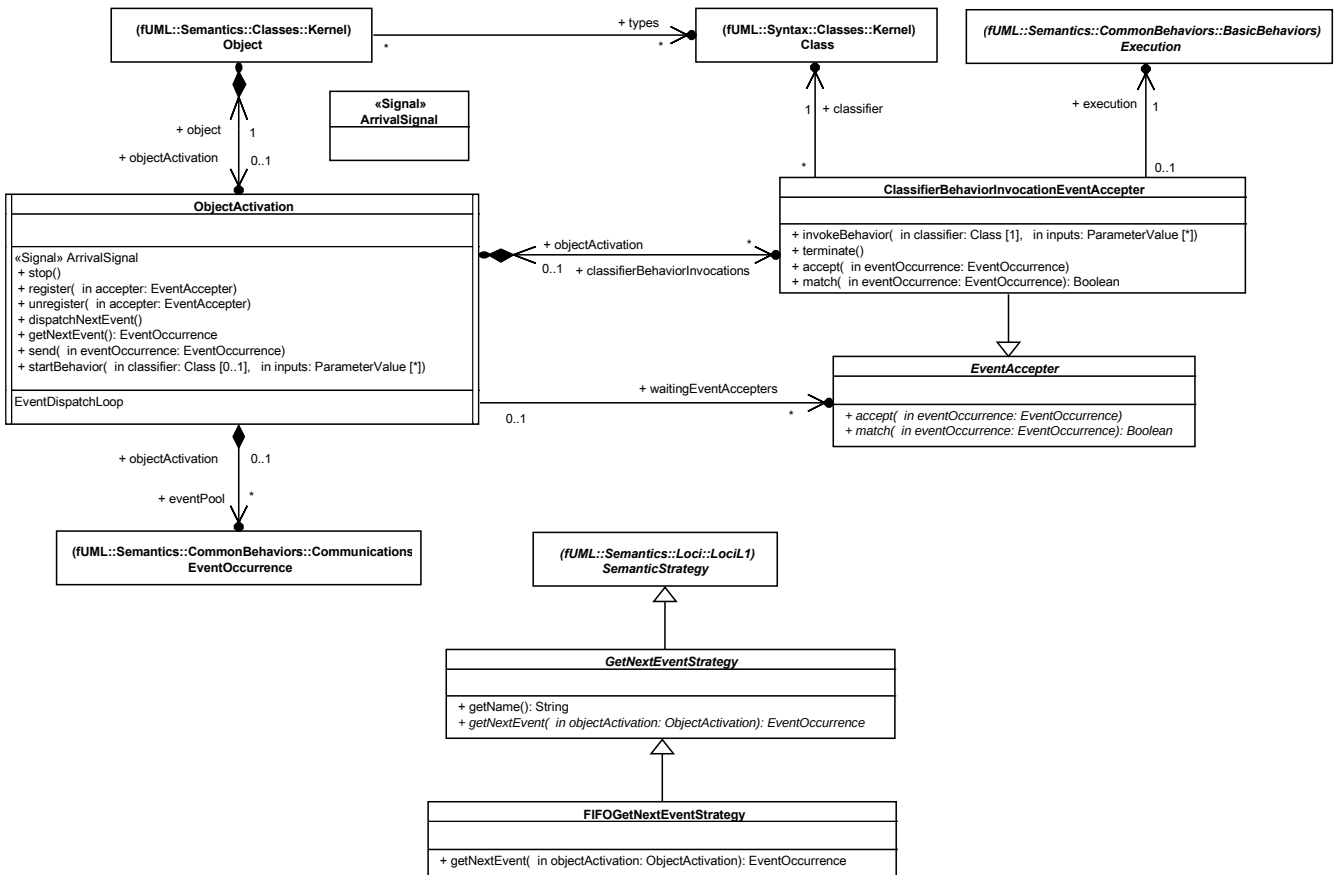 (fUML::Semantics::Classes::Kernel)
Object
+ types
*
*
(fUML::Syntax::Classes::Kernel)
Class
(fUML::Semantics::CommonBehaviors::BasicBehaviors)
Execution
«Signal»
ArrivalSignal
+ object
1
+ objectActivation
0..1
1
+ classifier
*
+ execution
1
0..1
ObjectActivation
«Signal» ArrivalSignal
+ stop()
+ register( in accepter: EventAccepter)
+ unregister( in accepter: EventAccepter)
+ dispatchNextEvent()
+ getNextEvent(): EventOccurrence
+ send( in eventOccurrence: EventOccurrence)
+ startBehavior( in classifier: Class [0..1], in inputs: ParameterValue [*])
EventDispatchLoop
+ objectActivation
*
0..1
+ classifierBehaviorInvocations
ClassifierBehaviorInvocationEventAccepter
+ invokeBehavior( in classifier: Class [1], in inputs: ParameterValue [*])
+ terminate()
+ accept( in eventOccurrence: EventOccurrence)
+ match( in eventOccurrence: EventOccurrence): Boolean
+ waitingEventAccepters
0..1
*
EventAccepter
+ accept( in eventOccurrence: EventOccurrence)
+ match( in eventOccurrence: EventOccurrence): Boolean
+ objectActivation
0..1
+ eventPool
*
(fUML::Semantics::CommonBehaviors::Communications
EventOccurrence
(fUML::Semantics::Loci::LociL1)
SemanticStrategy
GetNextEventStrategy
+ getName(): String
+ getNextEvent( in objectActivation: ObjectActivation): EventOccurrence
FIFOGetNextEventStrategy
+ getNextEvent( in objectActivation: ObjectActivation): EventOccurrence